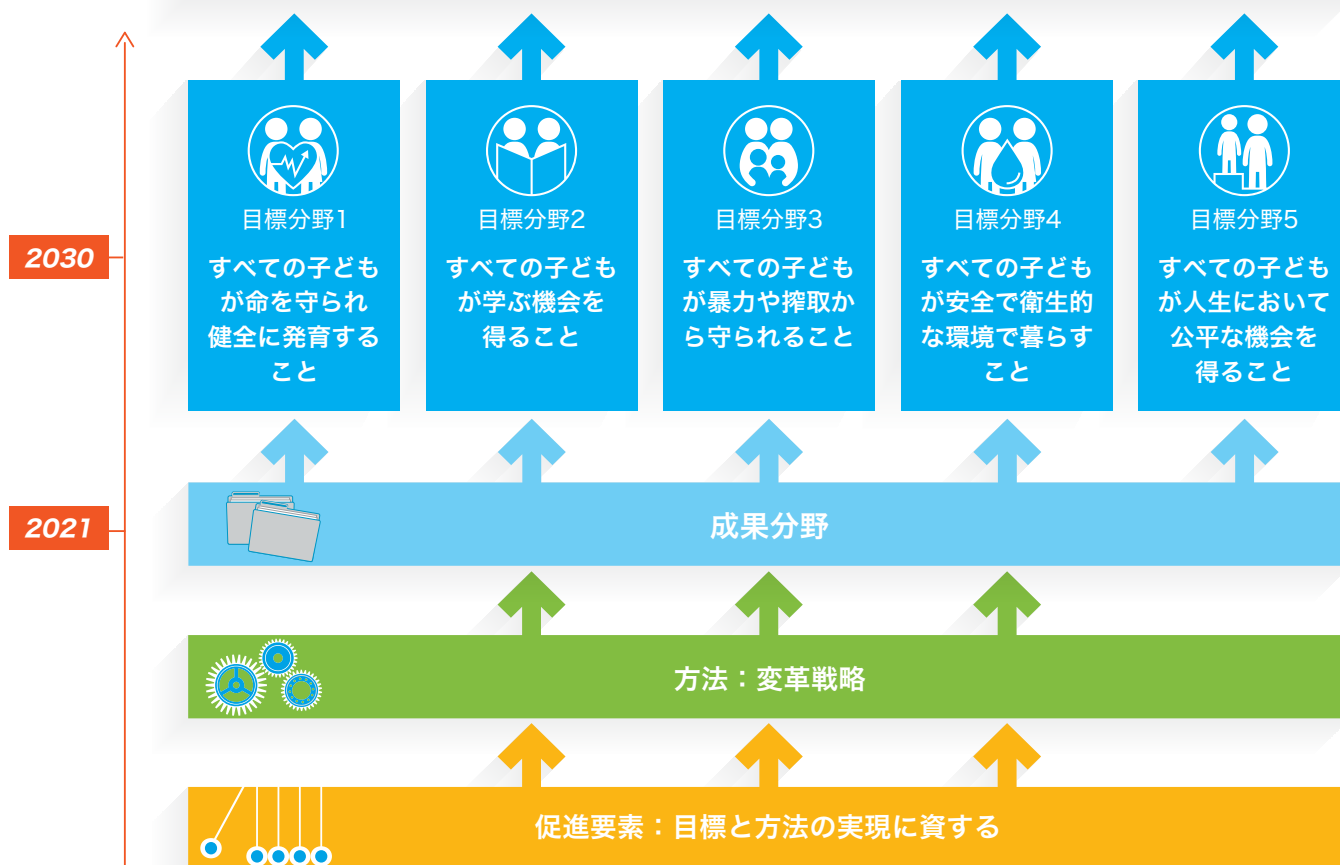 目標分野1
すべての子ども
が命を守られ
健全に発育する
こと
目標分野2
すべての子ども
が学ぶ機会を
得ること
目標分野3
すべての子ども
が暴力や搾取か
ら守られること
目標分野4
すべての子ども
が安全で衛生的
な環境で暮らす
こと
目標分野5
すべての子ども
が人生において
公平な機会を
得ること
2030
2021
成果分野
方法：変革戦略
促進要素：目標と方法の実現に資する